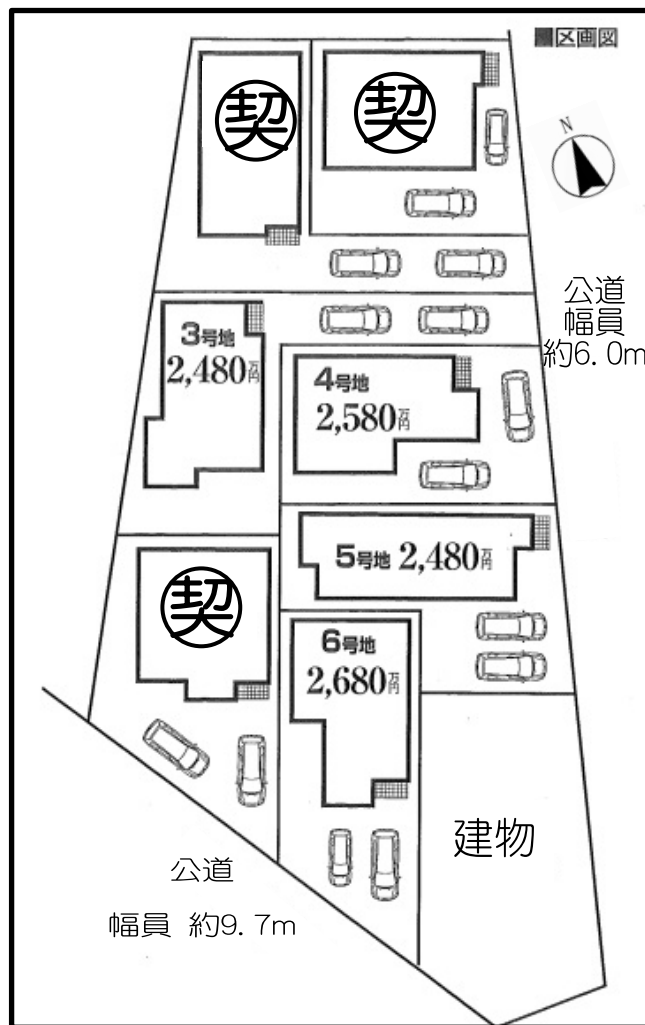 ■区画図
契
契
N
公道
幅員
約6.0m
3号地
2,480万円
4号地
2,580万円
5号地 2,480万円
契
6号地
2,680万円
建物
公道
幅員 約9.7m